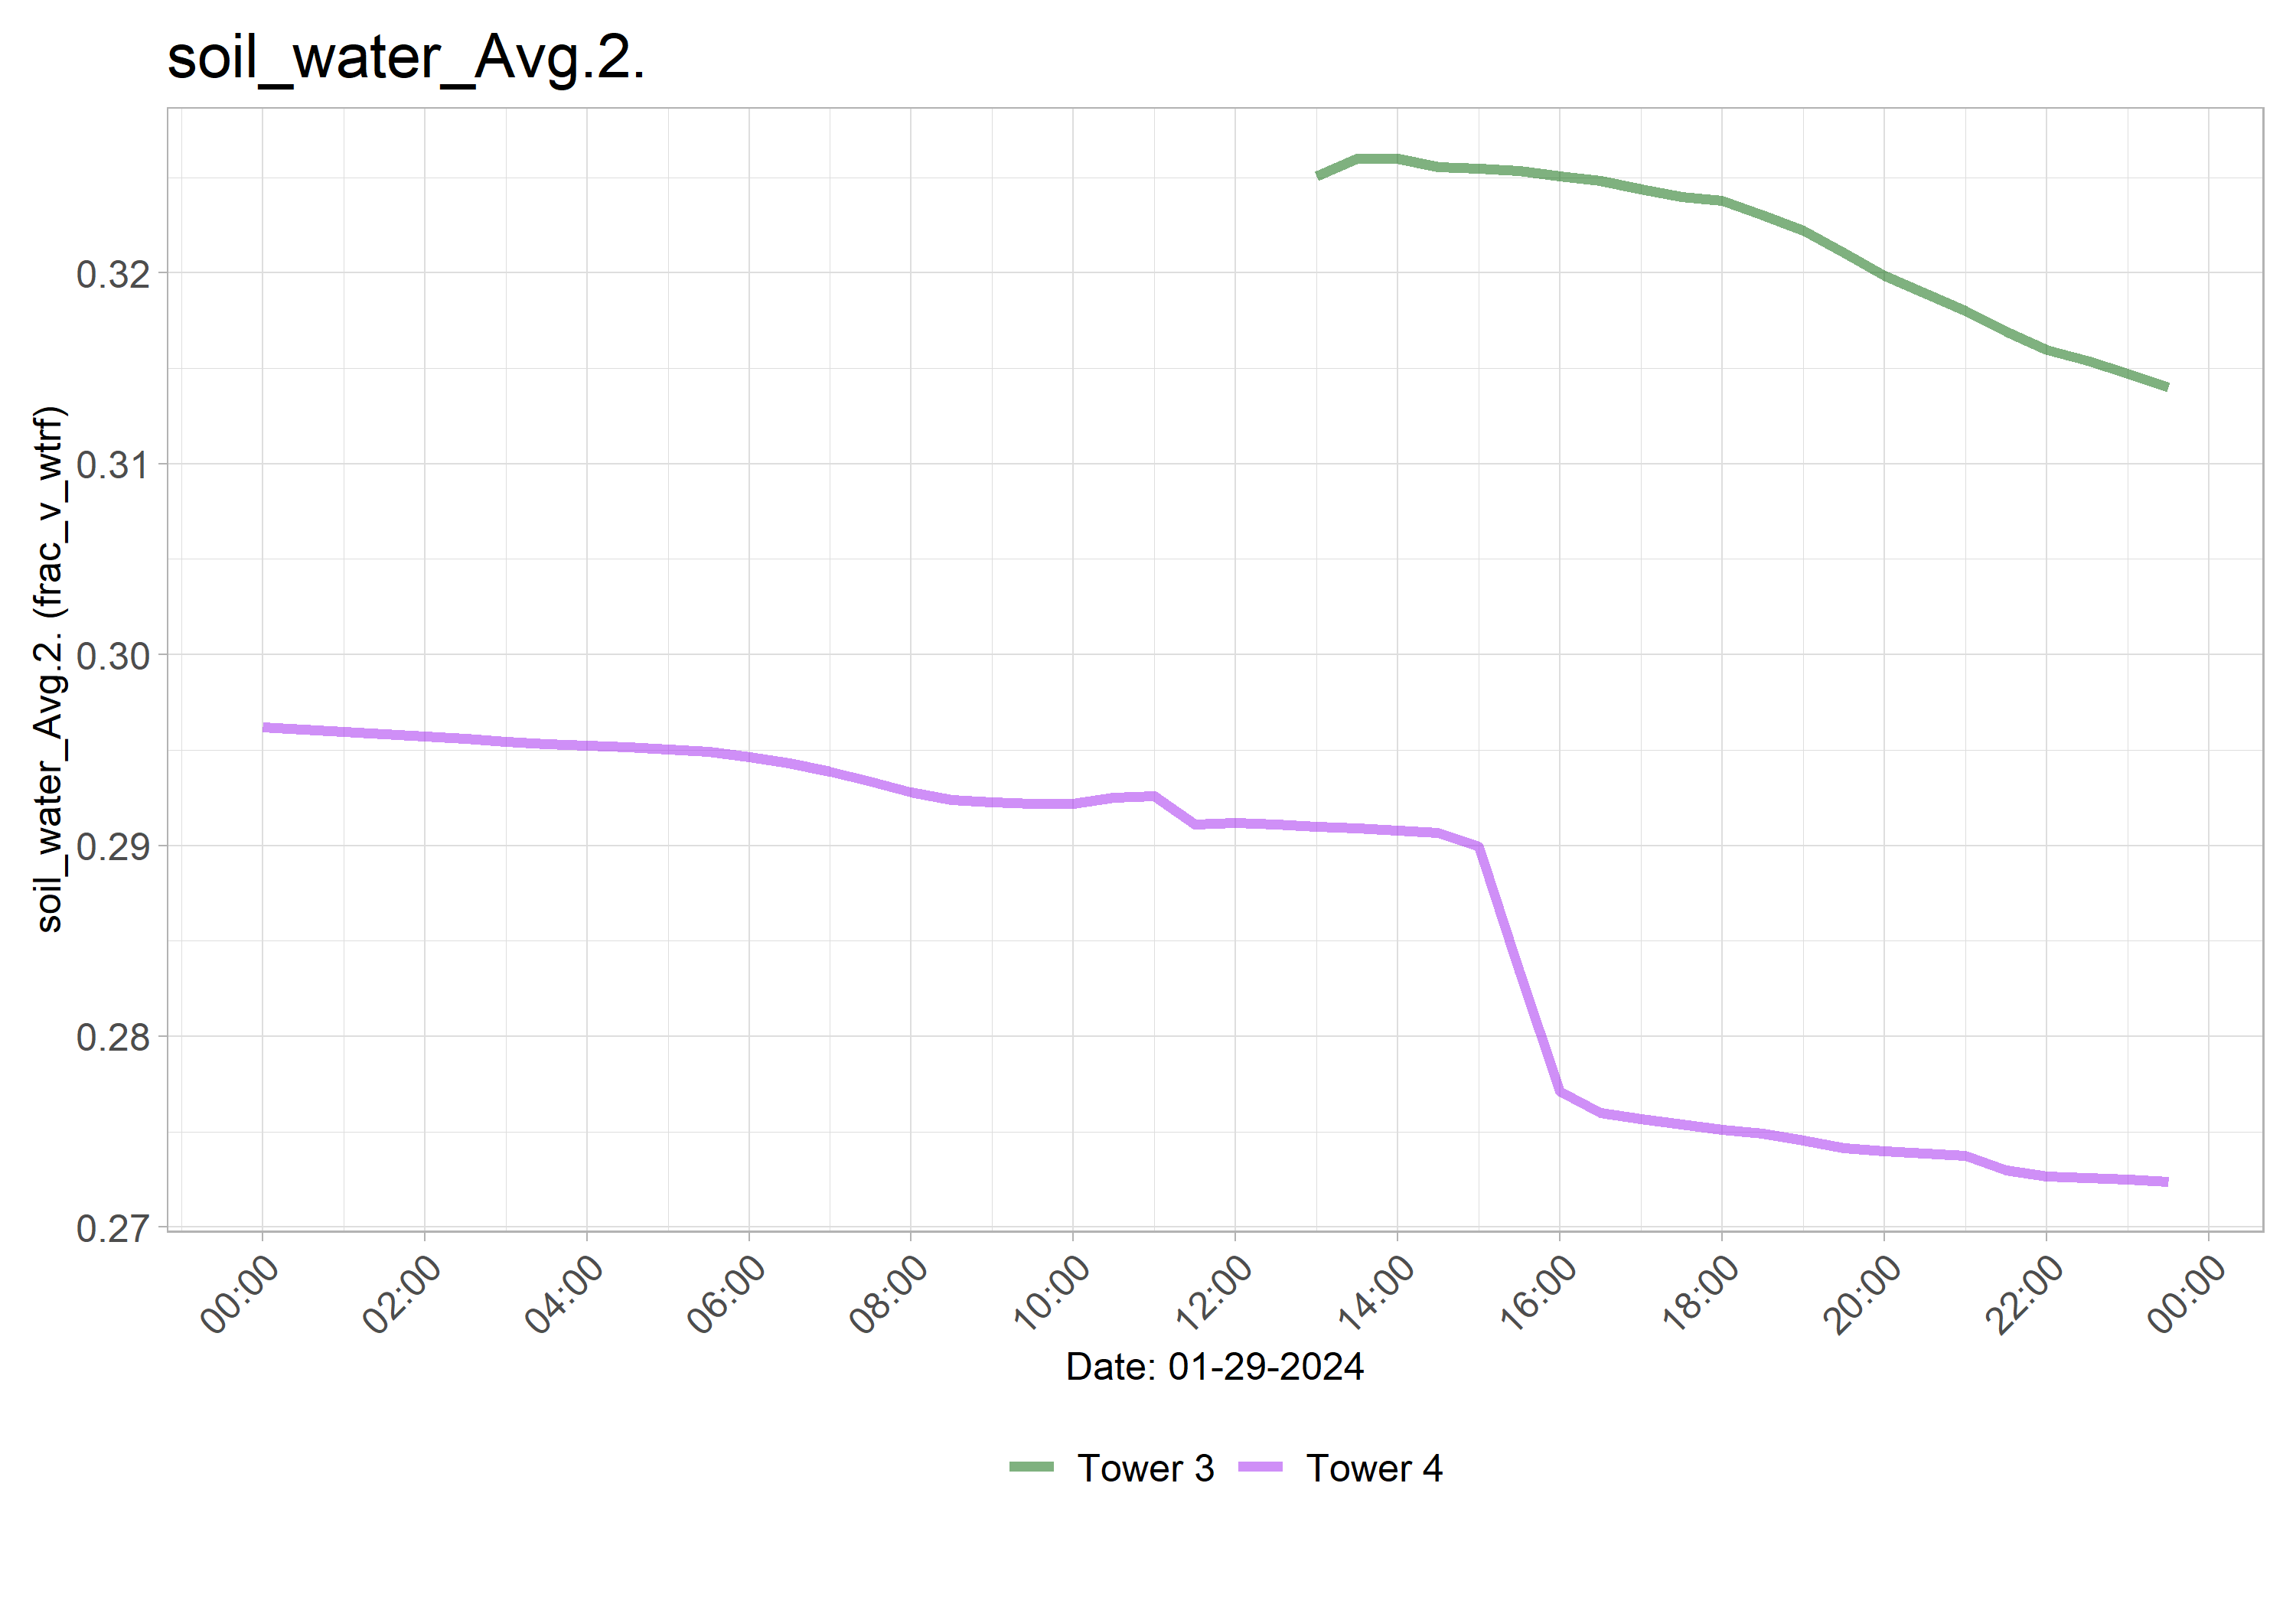 soil_water_Avg.2.
soil_water_Avg.2. (frac_v_wtrf)
0.32
0.31
0.30
0.29
0.28
0.27
00:00 02:00 04:00 06:00 08:00 10:00 12:00 14:00 16:00 18:00 20:00 22:00 00:00
Date: 01-29-2024
Tower 3 Tower 4